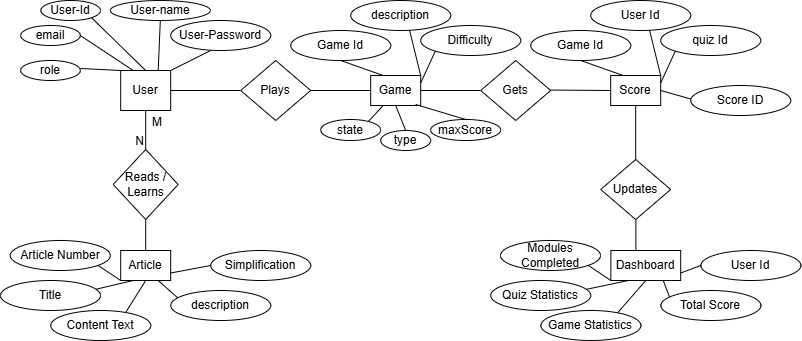 User-Id
User-name
description
User Id
email
User-Password
Game Id
Difficulty
Game Id
quiz Id
role
User
Plays
Game
Gets
Score
Score ID
M
state
type
maxScore
N
Reads /
Learns
Updates
Article Number
Article
Simplification
Modules
Completed
Dashboard
User Id
Title
description
Quiz Statistics
Total Score
Content Text
Game Statistics